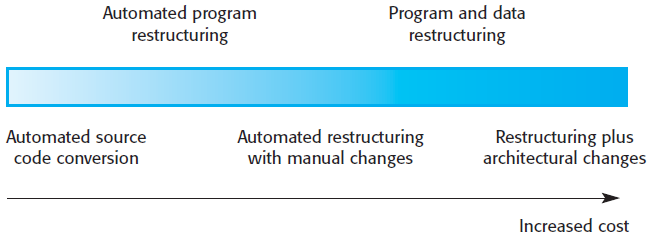 Automated program
restructuring
Program and data
restructuring
Automated source
code conversion
Automated restructuring
with manual changes
Restructuring plus
architectural changes
Increased cost